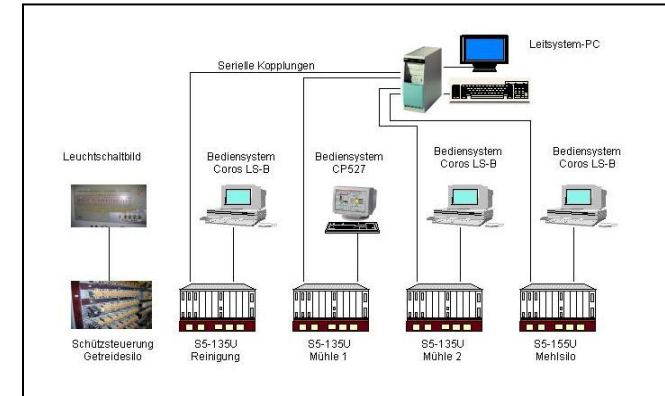 Leitsystem-PC
Serielle Kopplungen
Leuchtschaltbild
Bediensystem
Coros LS-B
Bediensystem
CP527
Bediensystem
Coros LS-B
Bediensystem
Coros LS-B
Schützsteuerung
Getreidesilo
S5-135U
Reinigung
S5-135U
Mühle 1
S5-135U
Mühle 2
S5-155U
Mehlsilo